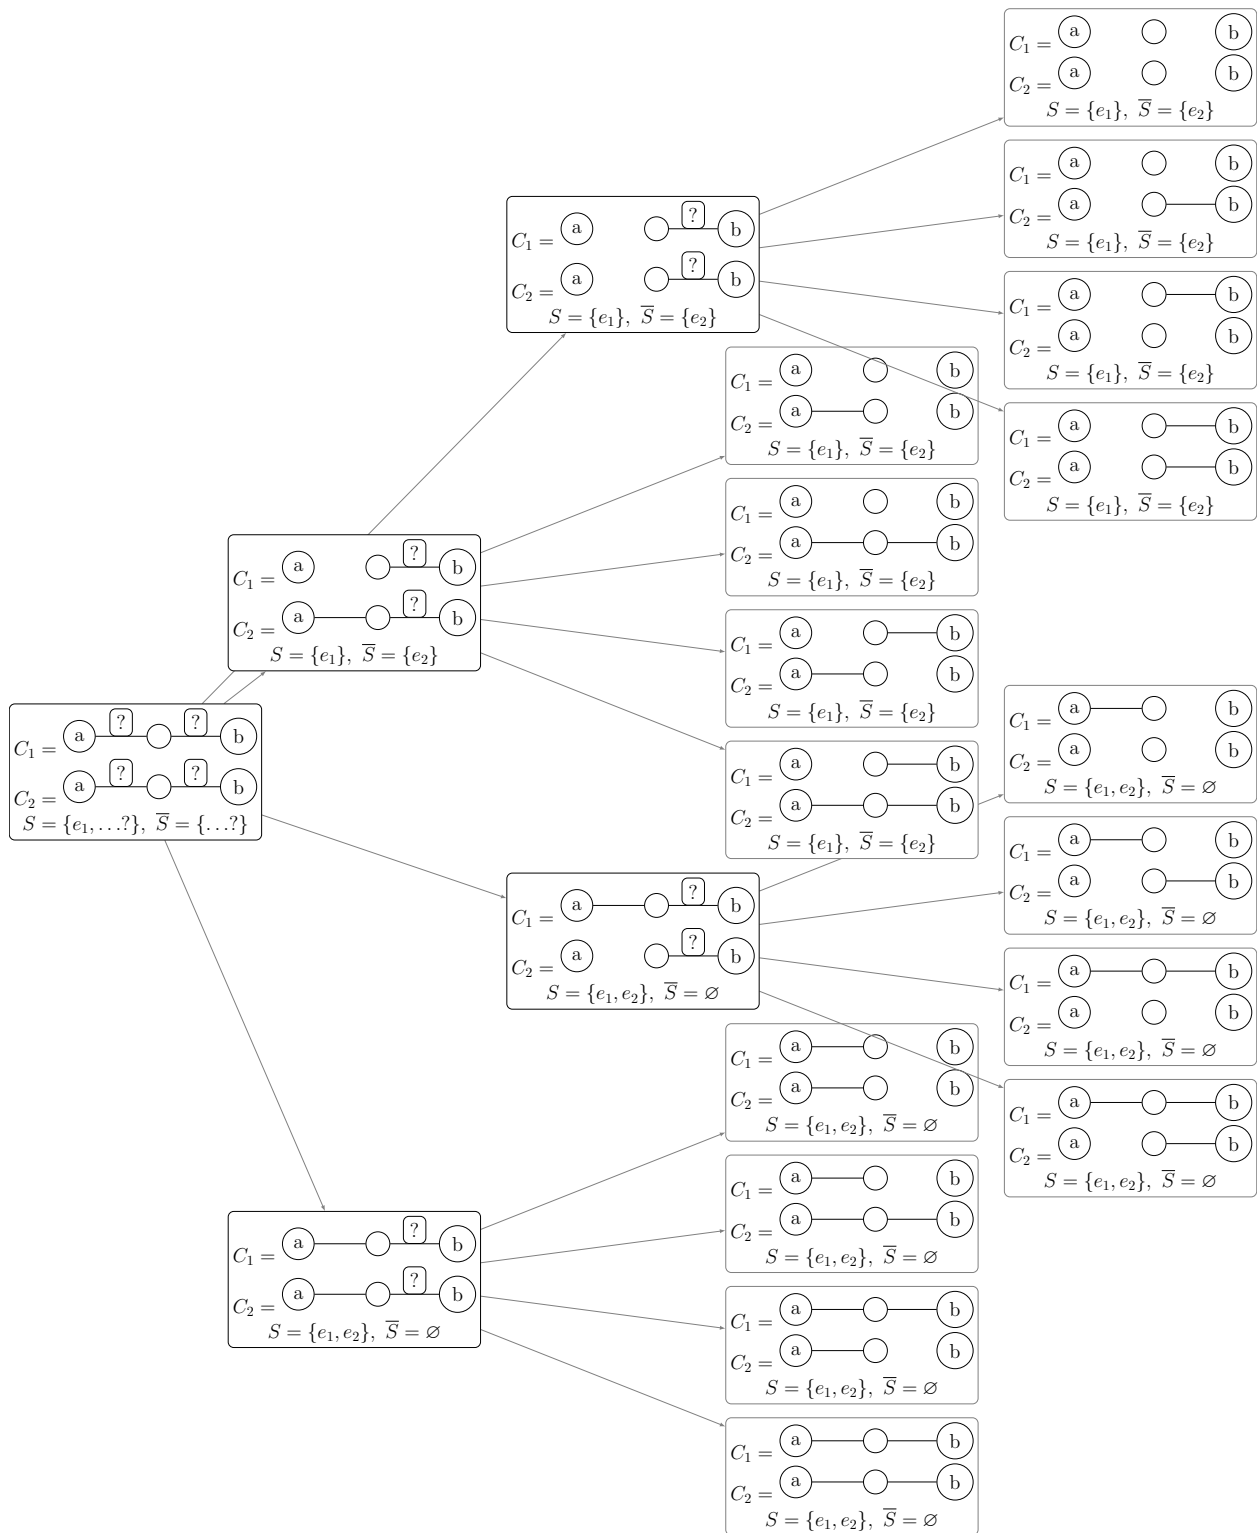 C₁ = a b
C₂ = a b
S = {e₁}, S̅ = {e₂}
C₁ = a b
C₂ = a b
S = {e₁}, S̅ = {e₂}
C₁ = a ? b
C₂ = a ? b
S = {e₁}, S̅ = {e₂}
C₁ = a b
C₂ = a b
S = {e₁}, S̅ = {e₂}
C₁ = a b
C₂ = a b
S = {e₁}, S̅ = {e₂}
C₁ = a b
C₂ = a b
S = {e₁}, S̅ = {e₂}
C₁ = a b
C₂ = a b
S = {e₁}, S̅ = {e₂}
C₁ = a ? b
C₂ = a ? b
S = {e₁}, S̅ = {e₂}
C₁ = a b
C₂ = a b
S = {e₁}, S̅ = {e₂}
C₁ = a ? ? b
C₂ = a ? ? b
S = {e₁, …?}, S̅ = {…?}
C₁ = a b
C₂ = a b
S = {e₁}, S̅ = {e₂}
C₁ = a b
C₂ = a b
S = {e₁, e₂}, S̅ = ∅
C₁ = a b
C₂ = a b
S = {e₁, e₂}, S̅ = ∅
C₁ = a ? b
C₂ = a ? b
S = {e₁, e₂}, S̅ = ∅
C₁ = a b
C₂ = a b
S = {e₁, e₂}, S̅ = ∅
C₁ = a b
C₂ = a b
S = {e₁, e₂}, S̅ = ∅
C₁ = a b
C₂ = a b
S = {e₁, e₂}, S̅ = ∅
C₁ = a b
C₂ = a b
S = {e₁, e₂}, S̅ = ∅
C₁ = a ? b
C₂ = a ? b
S = {e₁, e₂}, S̅ = ∅
C₁ = a b
C₂ = a b
S = {e₁, e₂}, S̅ = ∅
C₁ = a b
C₂ = a b
S = {e₁, e₂}, S̅ = ∅